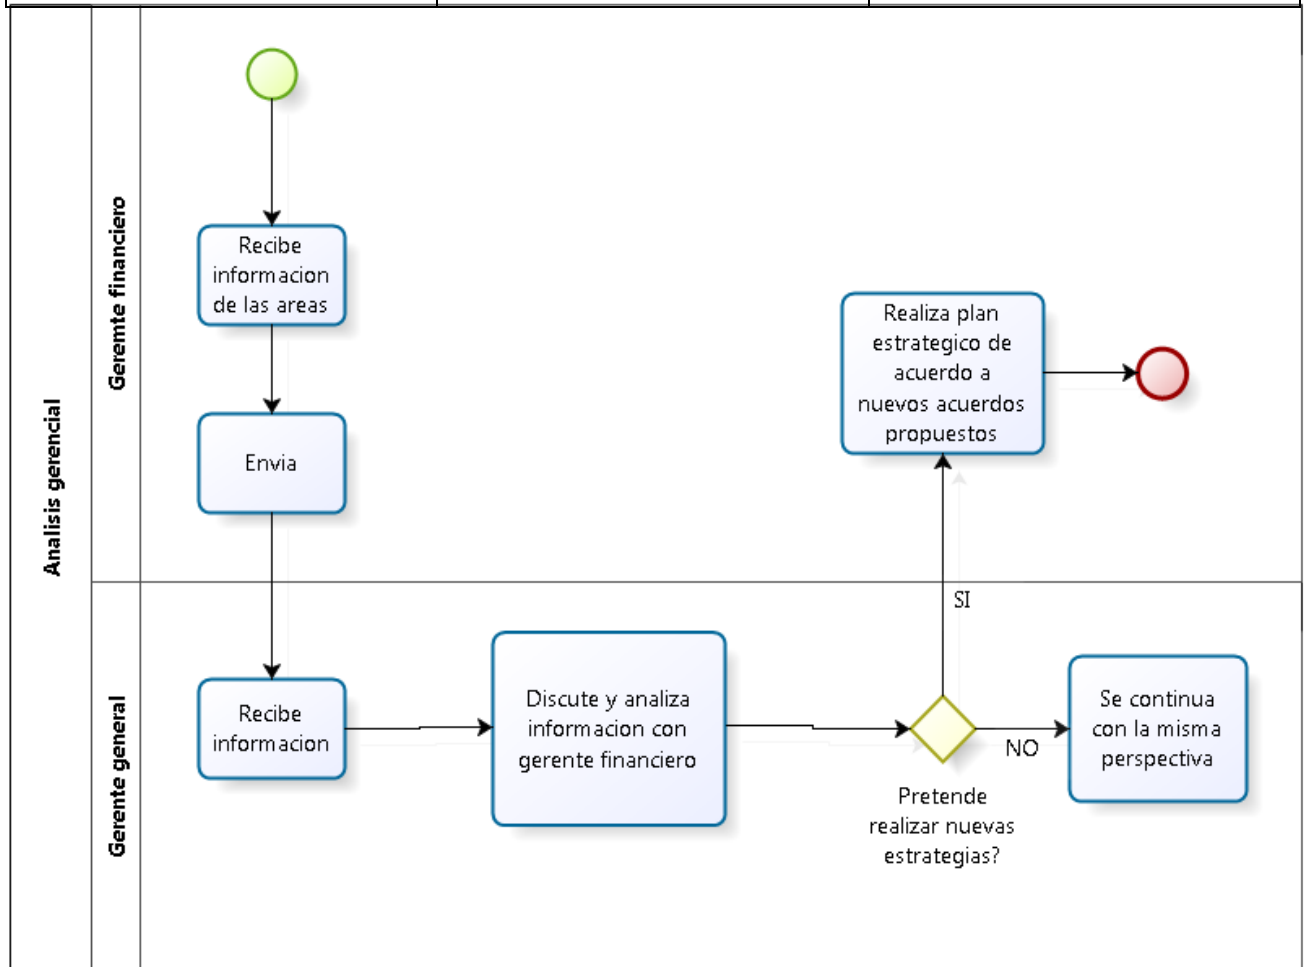 Analisis gerencial
Geremte financiero
Recibe
informacion
de las areas
Envia
Realiza plan
estrategico de
acuerdo a
nuevos acuerdos
propuestos
SI
Gerente general
Recibe
informacion
Discute y analiza
informacion con
gerente financiero
Pretende
realizar nuevas
estrategias?
NO
Se continua
con la misma
perspectiva